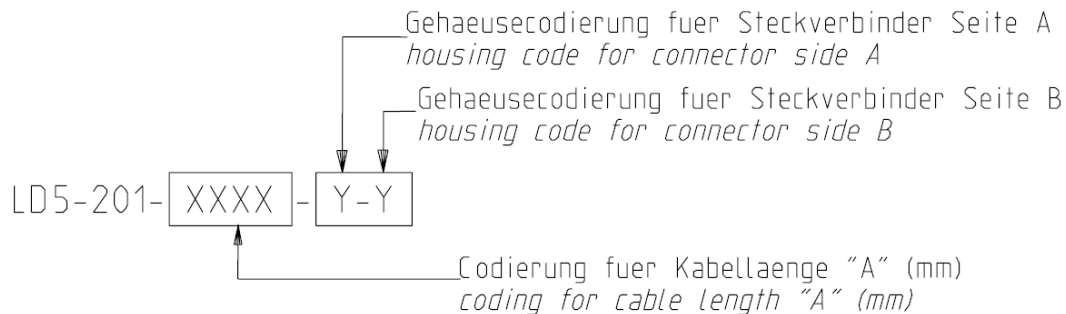 Gehaeusecodierung fuer Steckverbinder Seite A
housing code for connector side A
Gehaeusecodierung fuer Steckverbinder Seite B
housing code for connector side B
LD5-201-XXXX-Y-Y
Codierung fuer Kabellaenge "A" (mm)
coding for cable length "A" (mm)